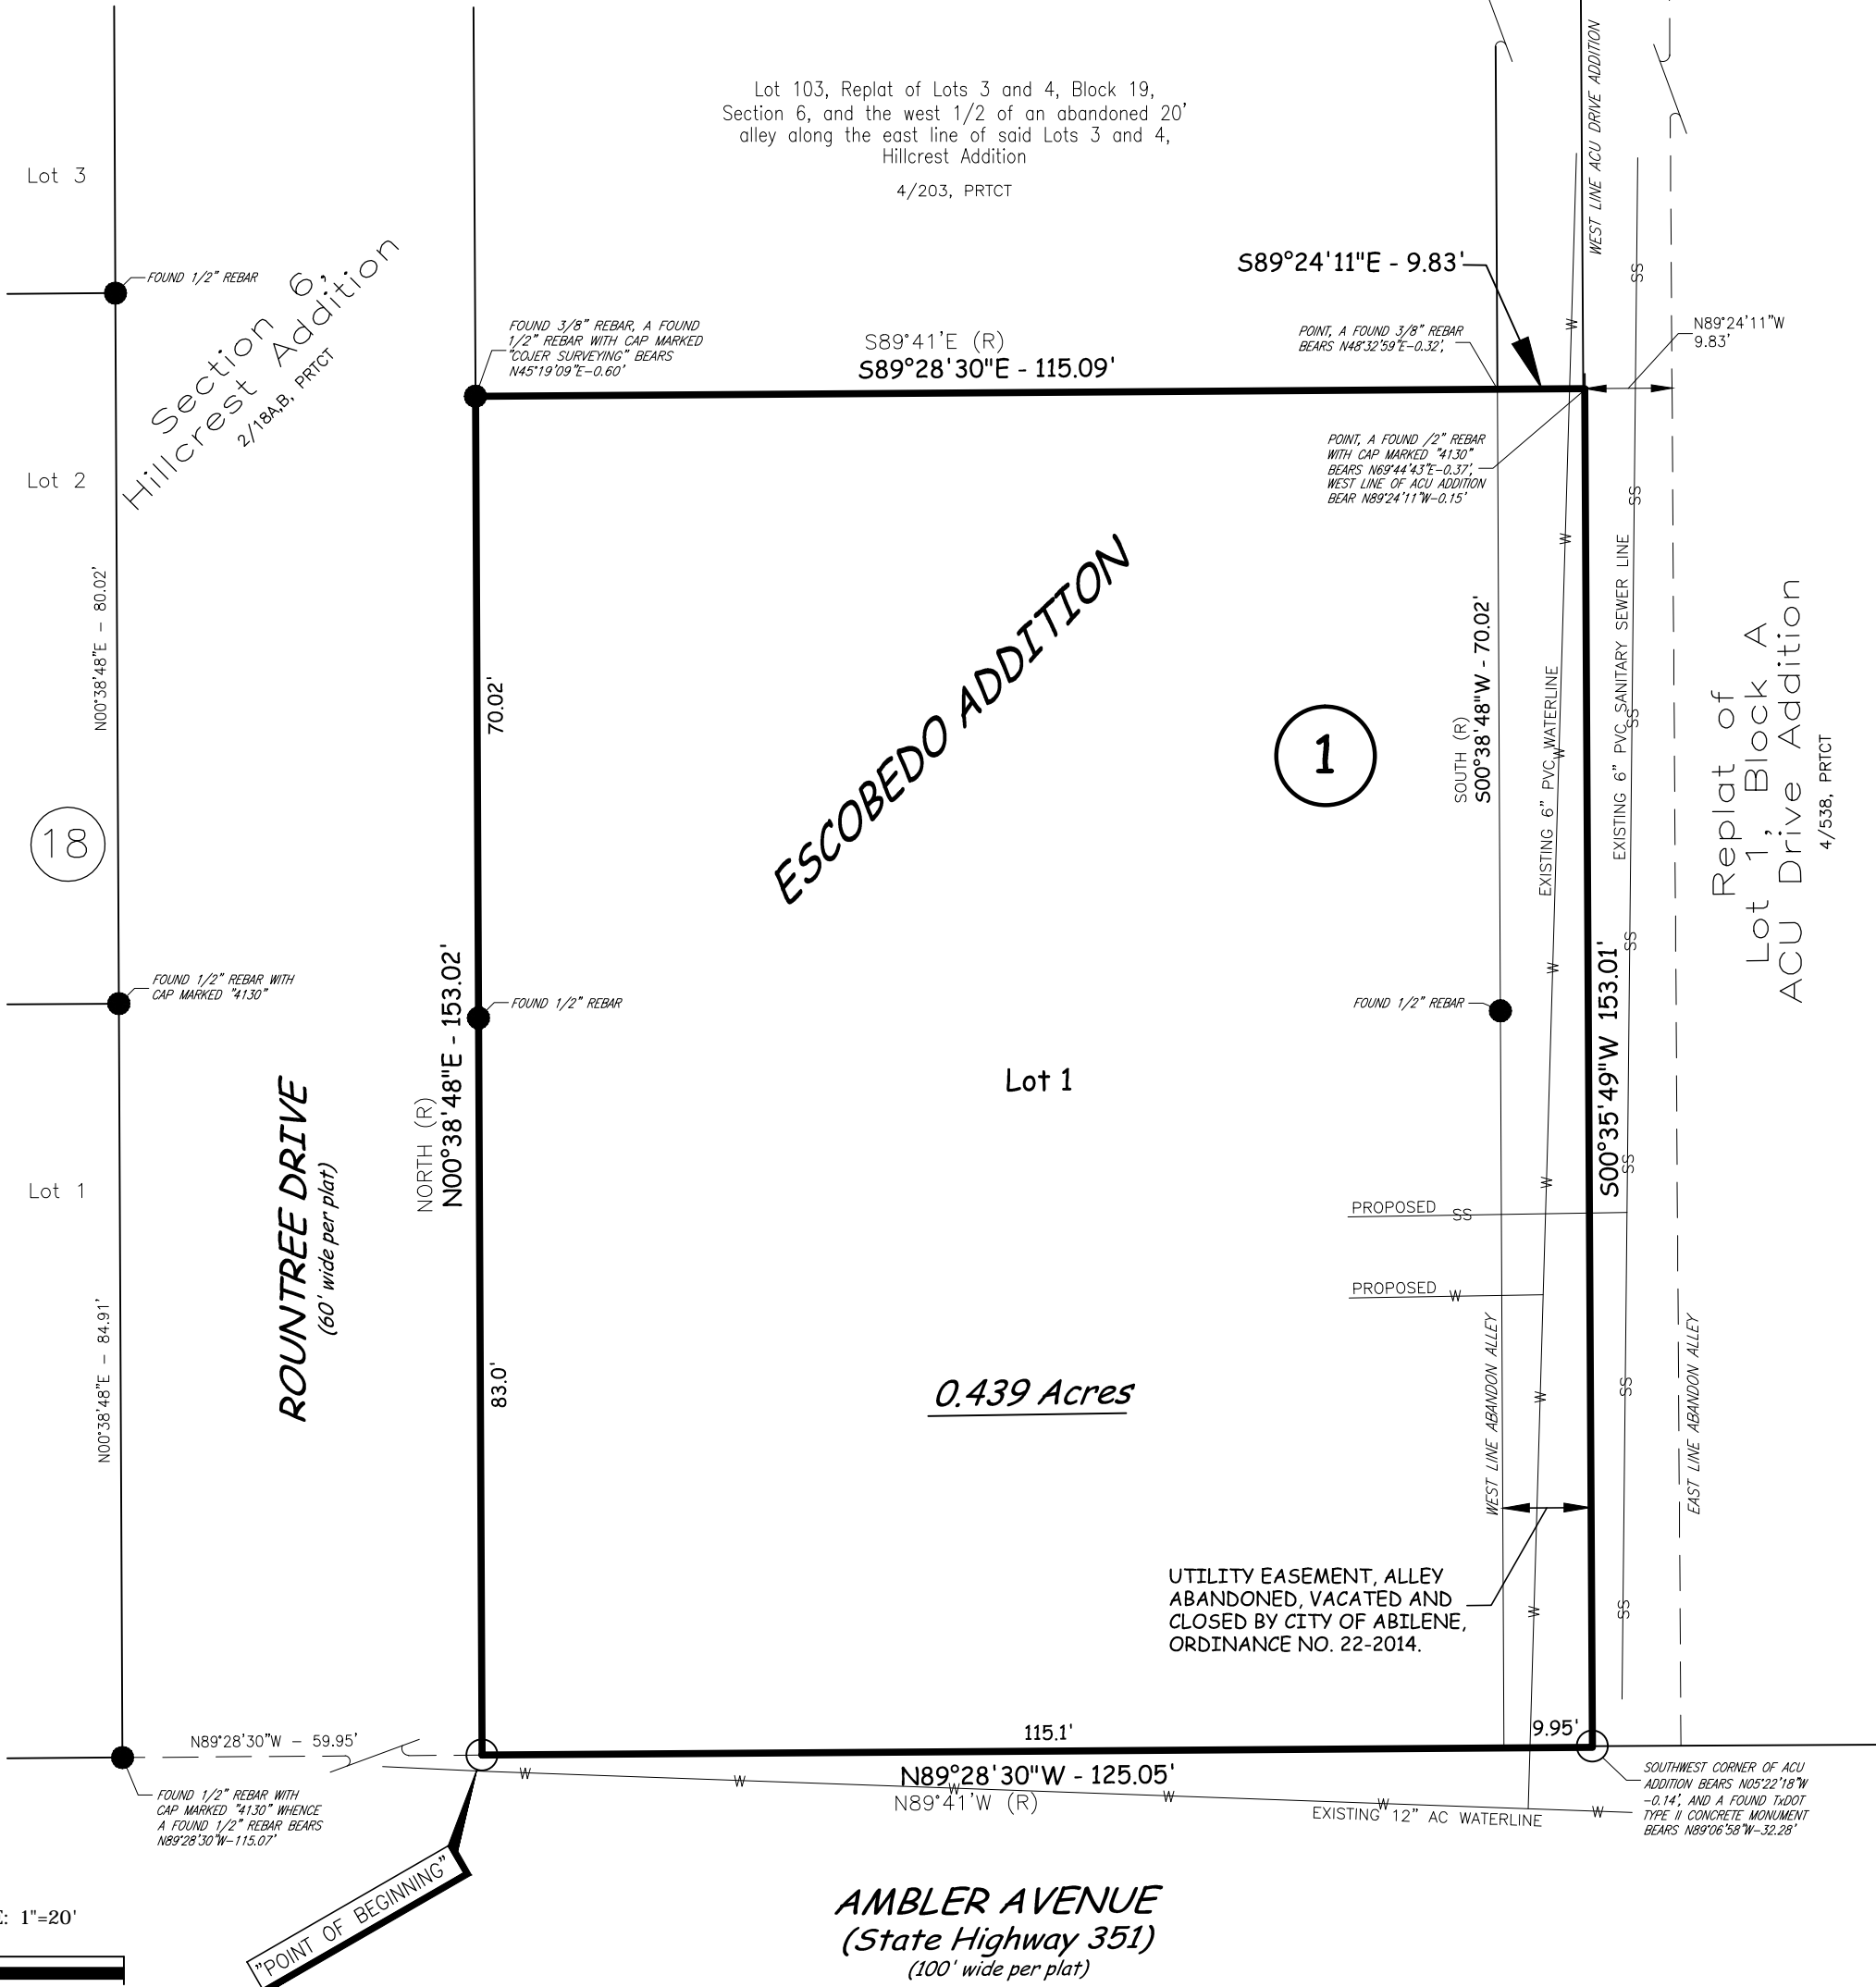 Lot 103, Replat of Lots 3 and 4, Block 19,
Section 6, and the west 1/2 of an abandoned 20'
alley along the east line of said Lots 3 and 4,
Hillcrest Addition
4/203, PRTCT
WEST LINE ACU DRIVE ADDITION
Lot 3
FOUND 1/2" REBAR
Section 6,
Hillcrest Addition
2/18A,B, PRTCT
FOUND 3/8" REBAR, A FOUND
1/2" REBAR WITH CAP MARKED
"COJER SURVEYING" BEARS
N45°19'09"E-0.60'
S89°41'E (R)
S89°28'30"E - 115.09'
S89°24'11"E - 9.83'
POINT, A FOUND 3/8" REBAR
BEARS N48°32'59"E-0.32',
N89°24'11"W
9.83'
POINT, A FOUND /2" REBAR
WITH CAP MARKED "4130"
BEARS N69°44'43"E-0.37',
WEST LINE OF ACU ADDITION
BEAR N89°24'11"W-0.15'
Lot 2
N00°38'48"E - 80.02'
70.02'
ESCOBEDO ADDITION
1
SOUTH (R)
S00°38'48"W - 70.02'
EXISTING 6" PVC WATERLINE
W
W
W
W
W
W
W
EXISTING 6" PVC SANITARY SEWER LINE
SS
SS
SS
SS
SS
SS
SS
Replat of
Lot 1, Block A
ACU Drive Addition
4/538, PRTCT
18
FOUND 1/2" REBAR WITH
CAP MARKED "4130"
FOUND 1/2" REBAR
FOUND 1/2" REBAR
NORTH (R)
N00°38'48"E - 153.02'
S00°35'49"W 153.01'
Lot 1
Lot 1
ROUNTREE DRIVE
(60' wide per plat)
PROPOSED SS
PROPOSED W
N00°38'48"E - 84.91'
83.0'
0.439 Acres
WEST LINE ABANDON ALLEY
EAST LINE ABANDON ALLEY
UTILITY EASEMENT, ALLEY
ABANDONED, VACATED AND
CLOSED BY CITY OF ABILENE,
ORDINANCE NO. 22-2014.
N89°28'30"W - 59.95'
115.1'
9.95'
N89°28'30"W - 125.05'
N89°41'W (R)
W
W
W
W
W
W
EXISTING 12" AC WATERLINE
FOUND 1/2" REBAR WITH
CAP MARKED "4130" WHENCE
A FOUND 1/2" REBAR BEARS
N89°28'30"W-115.07'
SOUTHWEST CORNER OF ACU
ADDITION BEARS N05°22'18"W
-0.14', AND A FOUND TxDOT
TYPE II CONCRETE MONUMENT
BEARS N89°06'58"W-32.28'
"POINT OF BEGINNING"
AMBLER AVENUE
(State Highway 351)
(100' wide per plat)
: 1"=20'